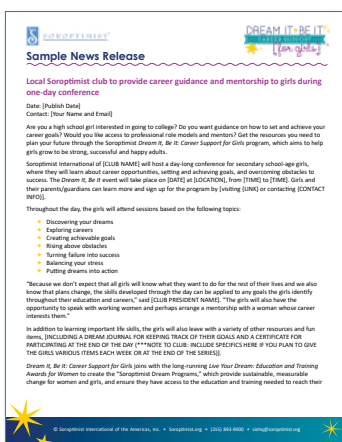 SOROPTIMIST
DREAM IT•BE IT
CAREER SUPPORT
[for girls]
Sample News Release
Local Soroptimist club to provide career guidance and mentorship to girls during
one-day conference
Date: [Publish Date]
Contact: [Your Name and Email]
Are you a high school girl interested in going to college? Do you want guidance on how to set and achieve your
career goals? Would you like access to professional role models and mentors? Get the resources you need to
plan your future through the Soroptimist Dream It, Be It: Career Support for Girls program, which aims to help
girls grow to be strong, successful and happy adults.
Soroptimist International of [CLUB NAME] will host a day-long conference for secondary school-age girls,
where they will learn about career opportunities, setting and achieving goals, and overcoming obstacles to
success. The Dream It, Be It event will take place on [DATE] at [LOCATION], from [TIME] to [TIME]. Girls and
their parents/guardians can learn more and sign up for the program by [visiting (LINK) or contacting (CONTACT
INFO)].
Throughout the day, the girls will attend sessions based on the following topics:
Discovering your dreams
Exploring careers
Creating achievable goals
Rising above obstacles
Turning failure into success
Balancing your stress
Putting dreams into action
"Because we don't expect that all girls will know what they want to do for the rest of their lives and we also
know that plans change, the skills developed through the day can be applied to any goals the girls identify
throughout their education and careers," said [CLUB PRESIDENT NAME]. "The girls will also have the
opportunity to speak with working women and perhaps arrange a mentorship with a woman whose career
interests them."
In addition to learning important life skills, the girls will also leave with a variety of other resources and fun
items, [INCLUDING A DREAM JOURNAL FOR KEEPING TRACK OF THEIR GOALS AND A CERTIFICATE FOR
PARTICIPATING AT THE END OF THE DAY (***NOTE TO CLUB: INCLUDE SPECIFICS HERE IF YOU PLAN TO GIVE
THE GIRLS VARIOUS ITEMS EACH WEEK OR AT THE END OF THE SERIES)].
Dream It, Be It: Career Support for Girls joins with the long-running Live Your Dream: Education and Training
Awards for Women to create the "Soroptimist Dream Programs," which provide sustainable, measurable
change for women and girls, and ensure they have access to the education and training needed to reach their
© Soroptimist International of the Americas, Inc. • Soroptimist.org • (215) 893-9000 • siahq@soroptimist.org